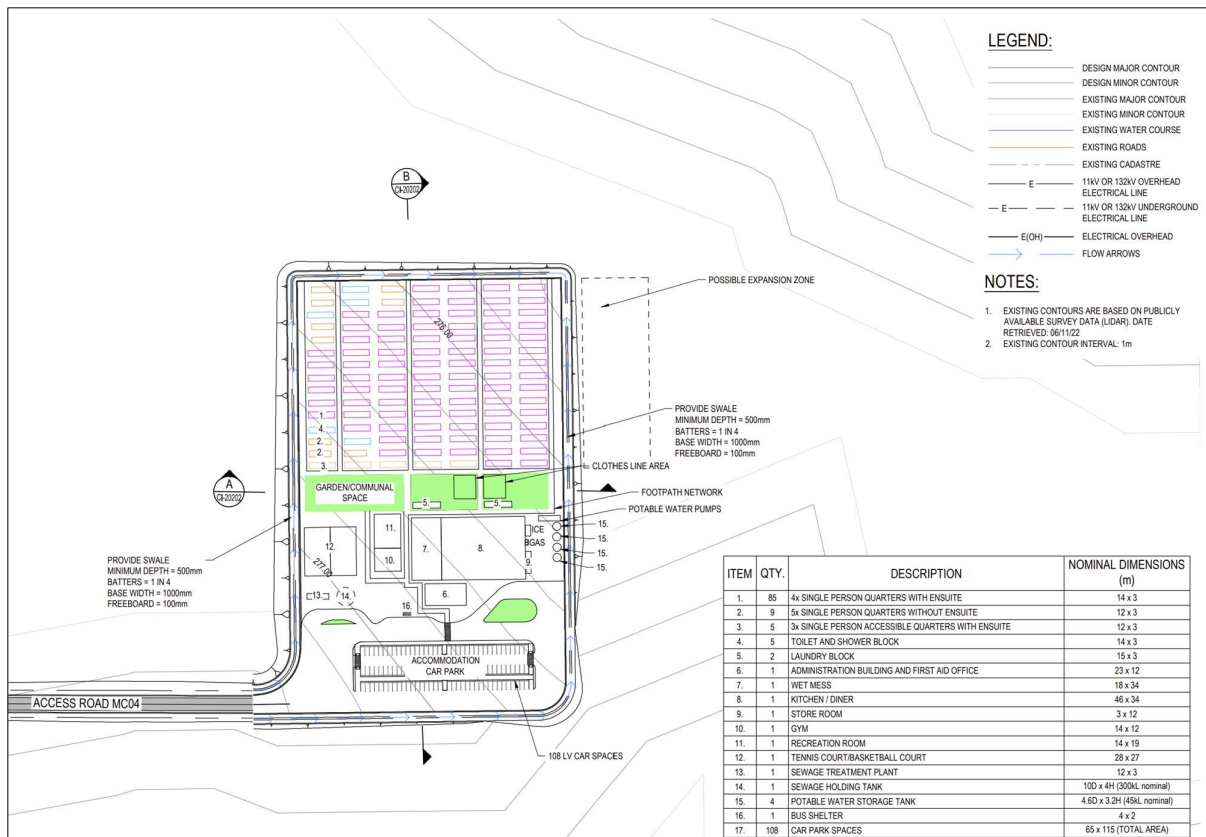 LEGEND:
DESIGN MAJOR CONTOUR
DESIGN MINOR CONTOUR
EXISTING MAJOR CONTOUR
EXISTING MINOR CONTOUR
EXISTING WATER COURSE
EXISTING ROADS
EXISTING CADASTRE
E
11kV OR 132kV OVERHEAD
ELECTRICAL LINE
E
11kV OR 132kV UNDERGROUND
ELECTRICAL LINE
E(OH)
ELECTRICAL OVERHEAD
FLOW ARROWS
NOTES:
1. EXISTING CONTOURS ARE BASED ON PUBLICLY
AVAILABLE SURVEY DATA (LIDAR). DATE
RETRIEVED: 06/11/22
2. EXISTING CONTOUR INTERVAL: 1m
B
CI-20202
POSSIBLE EXPANSION ZONE
276.00
1.
4.
2.
2.
3.
PROVIDE SWALE
MINIMUM DEPTH = 500mm
BATTERS = 1 IN 4
BASE WIDTH = 1000mm
FREEBOARD = 100mm
CLOTHES LINE AREA
A
CI-20202
GARDEN/COMMUNAL
SPACE
5.
5.
FOOTPATH NETWORK
POTABLE WATER PUMPS
11.
12.
10.
7.
8.
9.
ICE
GAS
15.
15.
15.
15.
277.00
PROVIDE SWALE
MINIMUM DEPTH = 500mm
BATTERS = 1 IN 4
BASE WIDTH = 1000mm
FREEBOARD = 100mm
13.
14.
6.
16.
ACCOMMODATION
CAR PARK
ACCESS ROAD MC04
108 LV CAR SPACES
ITEM QTY. DESCRIPTION NOMINAL DIMENSIONS (m)
1. 85 4x SINGLE PERSON QUARTERS WITH ENSUITE 14 x 3
2. 9 5x SINGLE PERSON QUARTERS WITHOUT ENSUITE 12 x 3
3. 5 3x SINGLE PERSON ACCESSIBLE QUARTERS WITH ENSUITE 12 x 3
4. 5 TOILET AND SHOWER BLOCK 14 x 3
5. 2 LAUNDRY BLOCK 15 x 3
6. 1 ADMINISTRATION BUILDING AND FIRST AID OFFICE 23 x 12
7. 1 WET MESS 18 x 34
8. 1 KITCHEN / DINER 46 x 34
9. 1 STORE ROOM 3 x 12
10. 1 GYM 14 x 12
11. 1 RECREATION ROOM 14 x 19
12. 1 TENNIS COURT/BASKETBALL COURT 28 x 27
13. 1 SEWAGE TREATMENT PLANT 12 x 3
14. 1 SEWAGE HOLDING TANK 10D x 4H (300kL nominal)
15. 4 POTABLE WATER STORAGE TANK 4.6D x 3.2H (45kL nominal)
16. 1 BUS SHELTER 4 x 2
17. 108 CAR PARK SPACES 65 x 115 (TOTAL AREA)